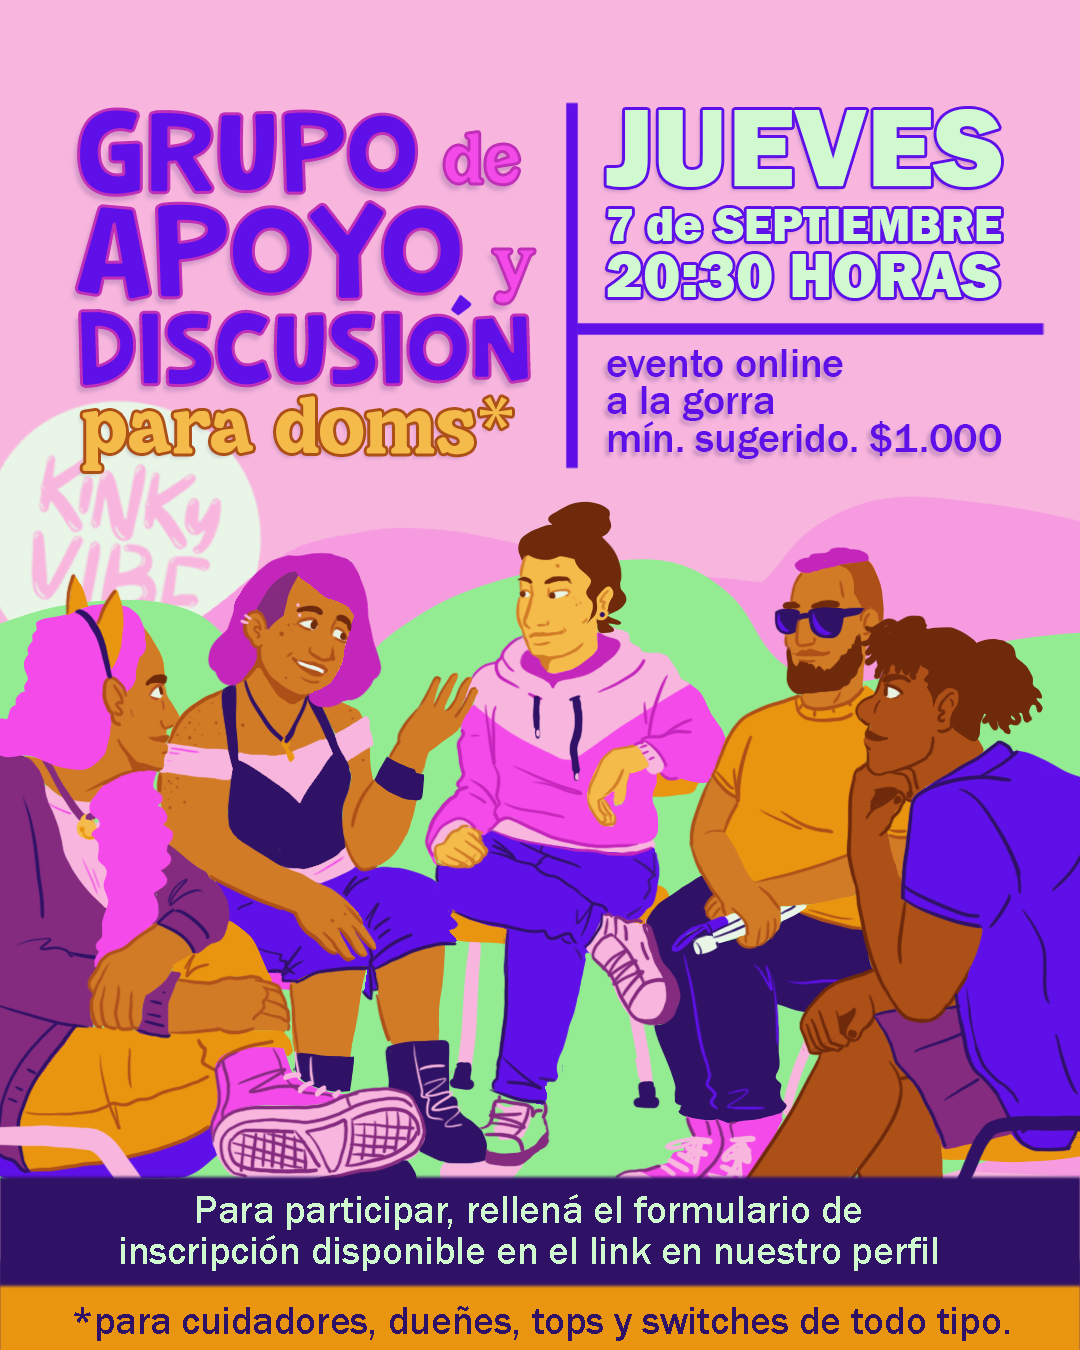 GRUPO de
APOYO y
DISCUSIÓN
para doms*
JUEVES
7 de SEPTIEMBRE
20:30 HORAS
evento online
a la gorra
mín. sugerido. $1.000
KINKY
VIBE
Para participar, rellená el formulario de
inscripción disponible en el link en nuestro perfil
*para cuidadores, dueñes, tops y switches de todo tipo.